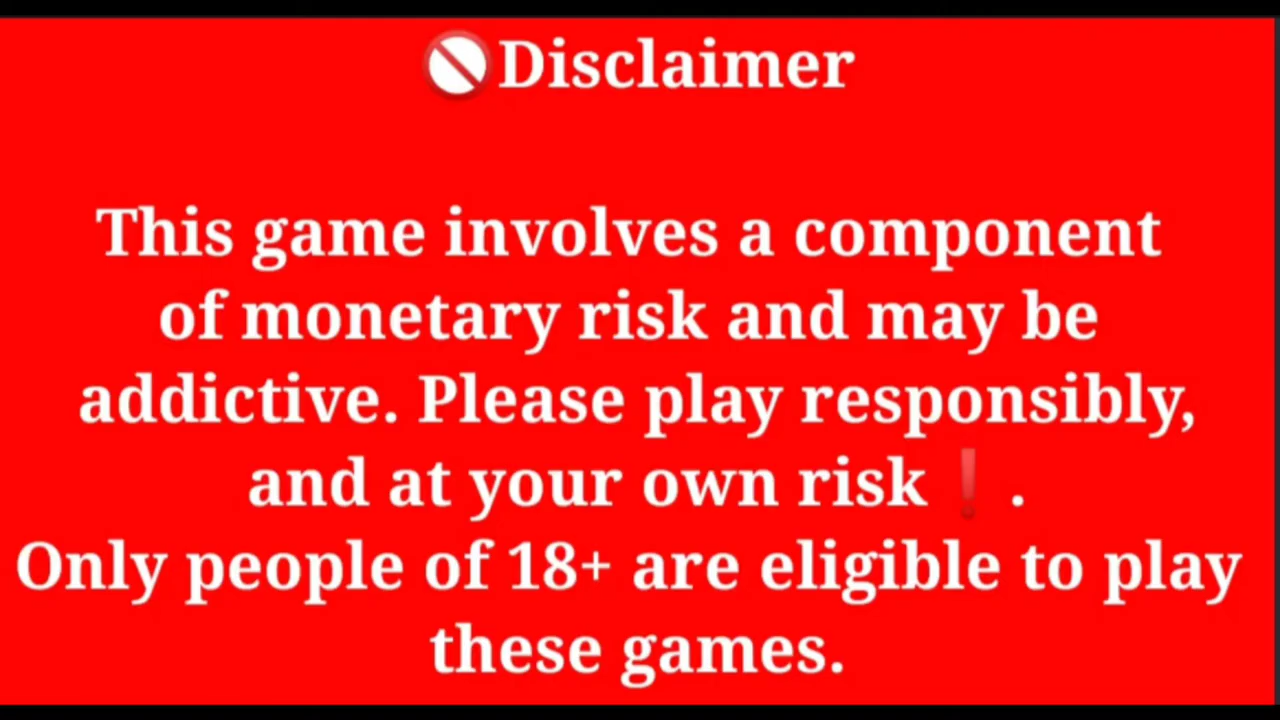 🚫Disclaimer
This game involves a component
of monetary risk and may be
addictive. Please play responsibly,
and at your own risk❗.
Only people of 18+ are eligible to play
these games.